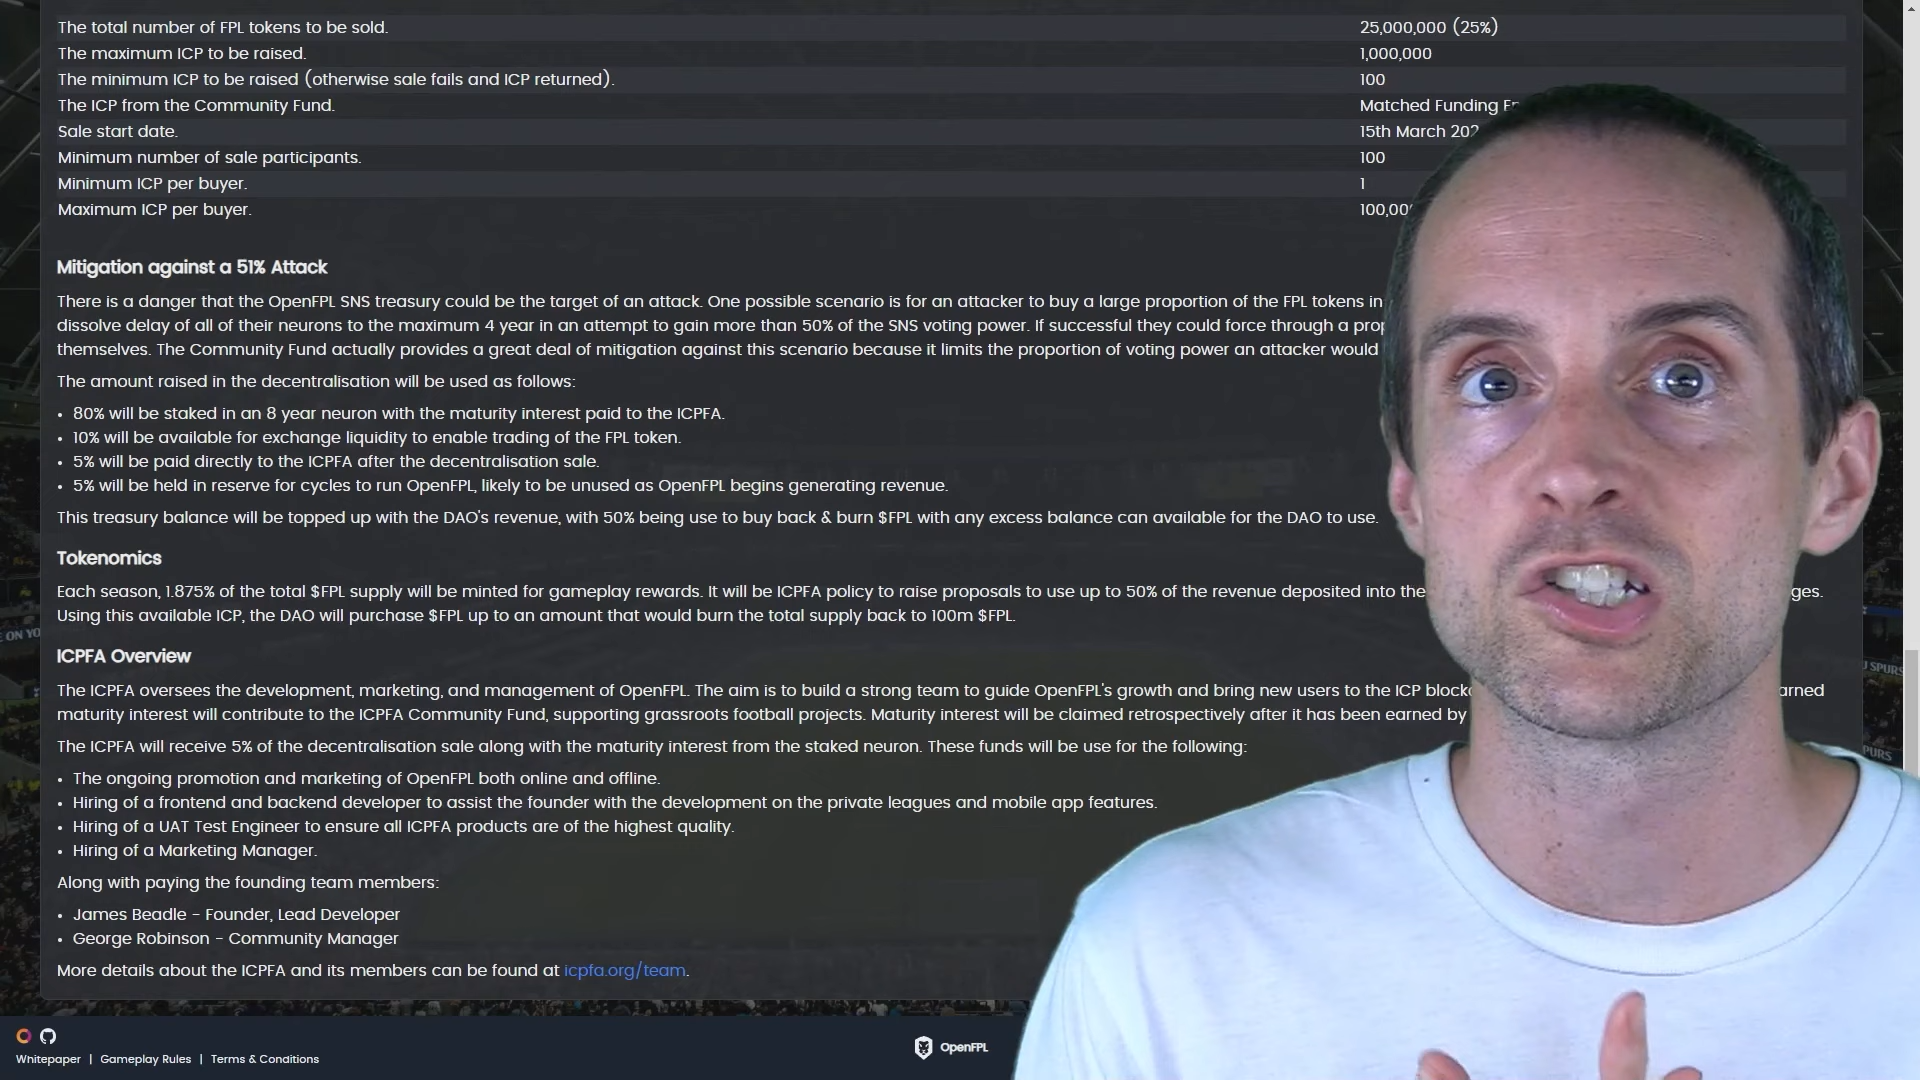 The total number of FPL tokens to be sold. 25,000,000 (25%)
The maximum ICP to be raised. 1,000,000
The minimum ICP to be raised (otherwise sale fails and ICP returned). 100
The ICP from the Community Fund. Matched Funding
Sale start date. 15th March
Minimum number of sale participants. 100
Minimum ICP per buyer. 1
Maximum ICP per buyer.
Mitigation against a 51% Attack
There is a danger that the OpenFPL SNS treasury could be the target of an attack. One possible scenario is for an attacker to buy a large proportion of the FPL tokens in
dissolve delay of all of their neurons to the maximum 4 year in an attempt to gain more than 50% of the SNS voting power. If successful they could force through a
themselves. The Community Fund actually provides a great deal of mitigation against this scenario because it limits the proportion of voting power an attacker would
The amount raised in the decentralisation will be used as follows:
• 80% will be staked in an 8 year neuron with the maturity interest paid to the ICPFA.
• 10% will be available for exchange liquidity to enable trading of the FPL token.
• 5% will be paid directly to the ICPFA after the decentralisation sale.
• 5% will be held in reserve for cycles to run OpenFPL, likely to be unused as OpenFPL begins generating revenue.
This treasury balance will be topped up with the DAO's revenue, with 50% being use to buy back & burn $FPL with any excess balance can available for the DAO to use.
Tokenomics
Each season, 1.875% of the total $FPL supply will be minted for gameplay rewards. It will be ICPFA policy to raise proposals to use up to 50% of the revenue deposited into the
Using this available ICP, the DAO will purchase $FPL up to an amount that would burn the total supply back to 100m $FPL.
ICPFA Overview
The ICPFA oversees the development, marketing, and management of OpenFPL. The aim is to build a strong team to guide OpenFPL's growth and bring new users to the ICP
maturity interest will contribute to the ICPFA Community Fund, supporting grassroots football projects. Maturity interest will be claimed retrospectively after it has been earned by
The ICPFA will receive 5% of the decentralisation sale along with the maturity interest from the staked neuron. These funds will be use for the following:
• The ongoing promotion and marketing of OpenFPL both online and offline.
• Hiring of a frontend and backend developer to assist the founder with the development on the private leagues and mobile app features.
• Hiring of a UAT Test Engineer to ensure all ICPFA products are of the highest quality.
• Hiring of a Marketing Manager.
Along with paying the founding team members:
• James Beadle - Founder, Lead Developer
• George Robinson - Community Manager
More details about the ICPFA and its members can be found at icpfa.org/team.
Whitepaper | Gameplay Rules | Terms & Conditions
OpenFPL